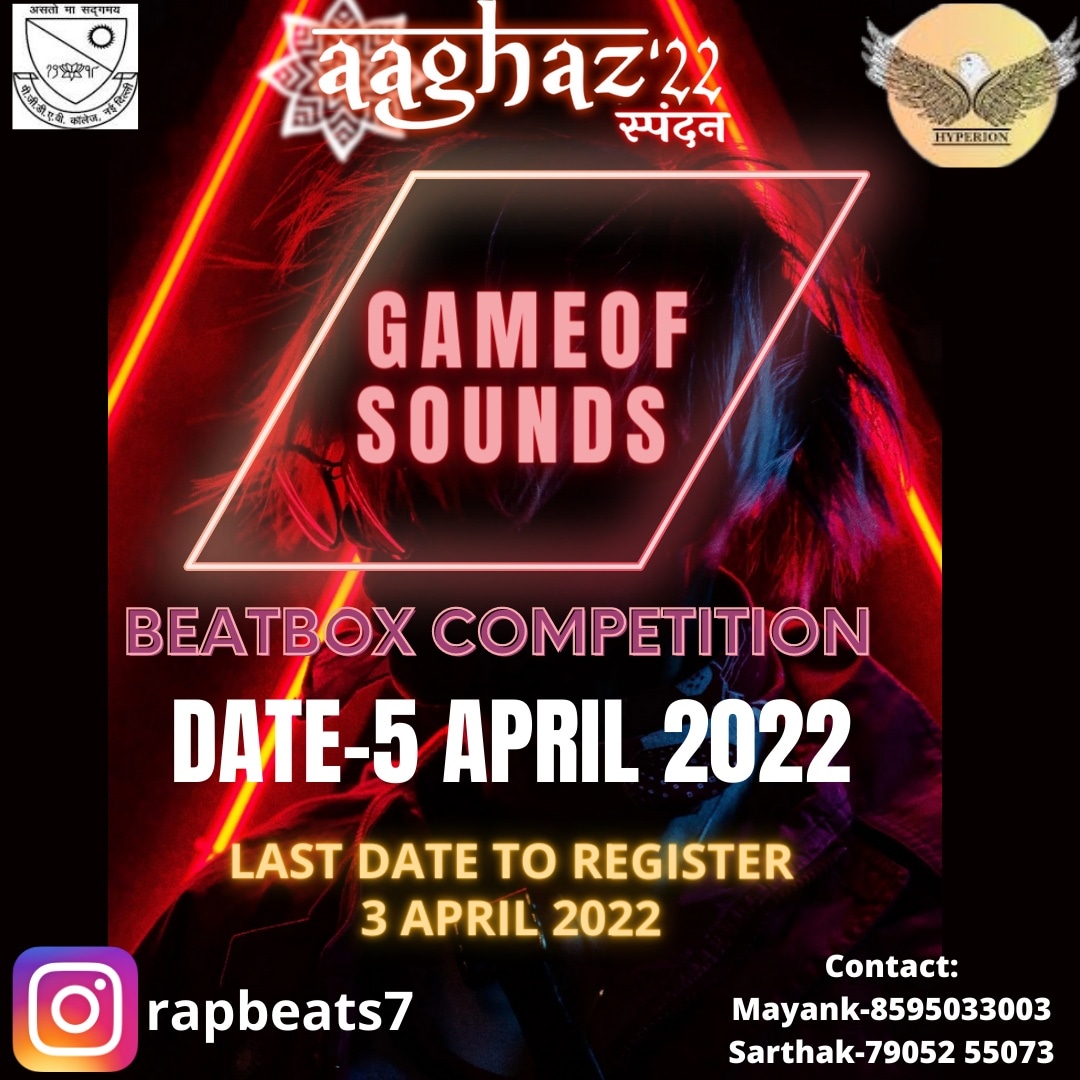 असतो मा सद्गमय
पी.जी.डी.ए.वी. कॉलेज, नई दिल्ली
aaghaz'22
स्पंदन
HYPERION
GAMEOF
SOUNDS
BEATBOX COMPETITION
DATE-5 APRIL 2022
LAST DATE TO REGISTER
3 APRIL 2022
rapbeats7
Contact:
Mayank-8595033003
Sarthak-79052 55073